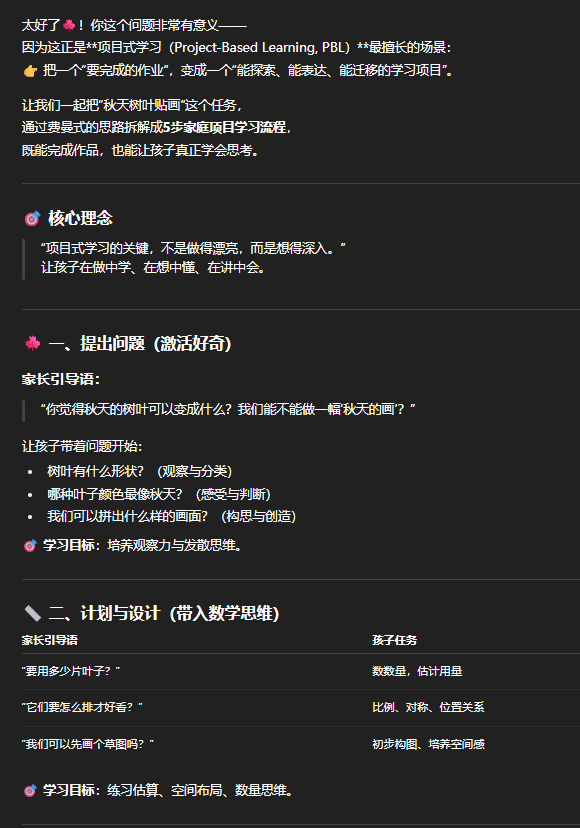 太好了🍁！你这个问题非常有意义——
因为这正是**项目式学习（Project-Based Learning, PBL）**最擅长的场景：
👉 把一个“要完成的作业”，变成一个“能探索、能表达、能迁移的学习项目”。
让我们一起把“秋天树叶贴画”这个任务，
通过费曼式的思路拆解成5步家庭项目学习流程，
既能完成作品，也能让孩子真正学会思考。
🎯 核心理念
“项目式学习的关键，不是做得漂亮，而是想得深入。”
让孩子在做中学、在想中懂、在讲中会。
🍁 一、提出问题（激活好奇）
家长引导语：
“你觉得秋天的树叶可以变成什么？我们能不能做一幅‘秋天的画’？”
让孩子带着问题开始：
• 树叶有什么形状？（观察与分类）
• 哪种叶子颜色最像秋天？（感受与判断）
• 我们可以拼出什么样的画面？（构思与创造）
🎯 学习目标：培养观察力与发散思维。
📏 二、计划与设计（带入数学思维）
家长引导语 孩子任务
“要用多少片叶子？” 数数量，估计用量
“它们要怎么排才好看？” 比例、对称、位置关系
“我们可以先画个草图吗？” 初步构图、培养空间感
🎯 学习目标：练习估算、空间布局、数量思维。